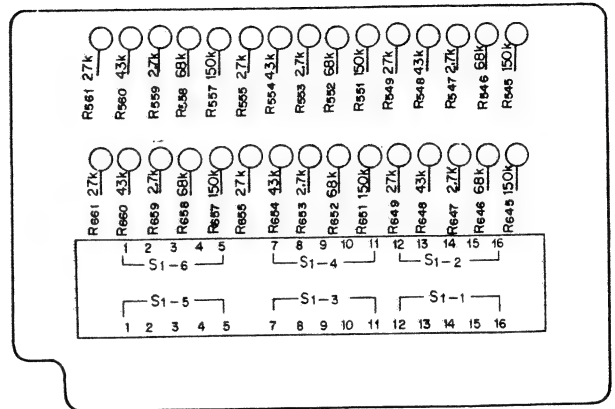 R561 27k
R560 43k
R559 2.7k
R558 68k
R557 150k
R555 27k
R554 43k
R553 2.7k
R552 68k
R551 150k
R549 27k
R548 43k
R547 2.7k
R546 68k
R545 150k
R661 27k
R660 43k
R659 2.7k
R658 68k
R657 150k
R655 27k
R654 43k
R653 2.7k
R652 68k
R651 150k
R649 27k
R648 43k
R647 2.7k
R646 68k
R645 150k
1 2 3 4 5 7 8 9 10 11 12 13 14 15 16
S1-6 S1-4 S1-2
S1-5 S1-3 S1-1
1 2 3 4 5 7 8 9 10 11 12 13 14 15 16